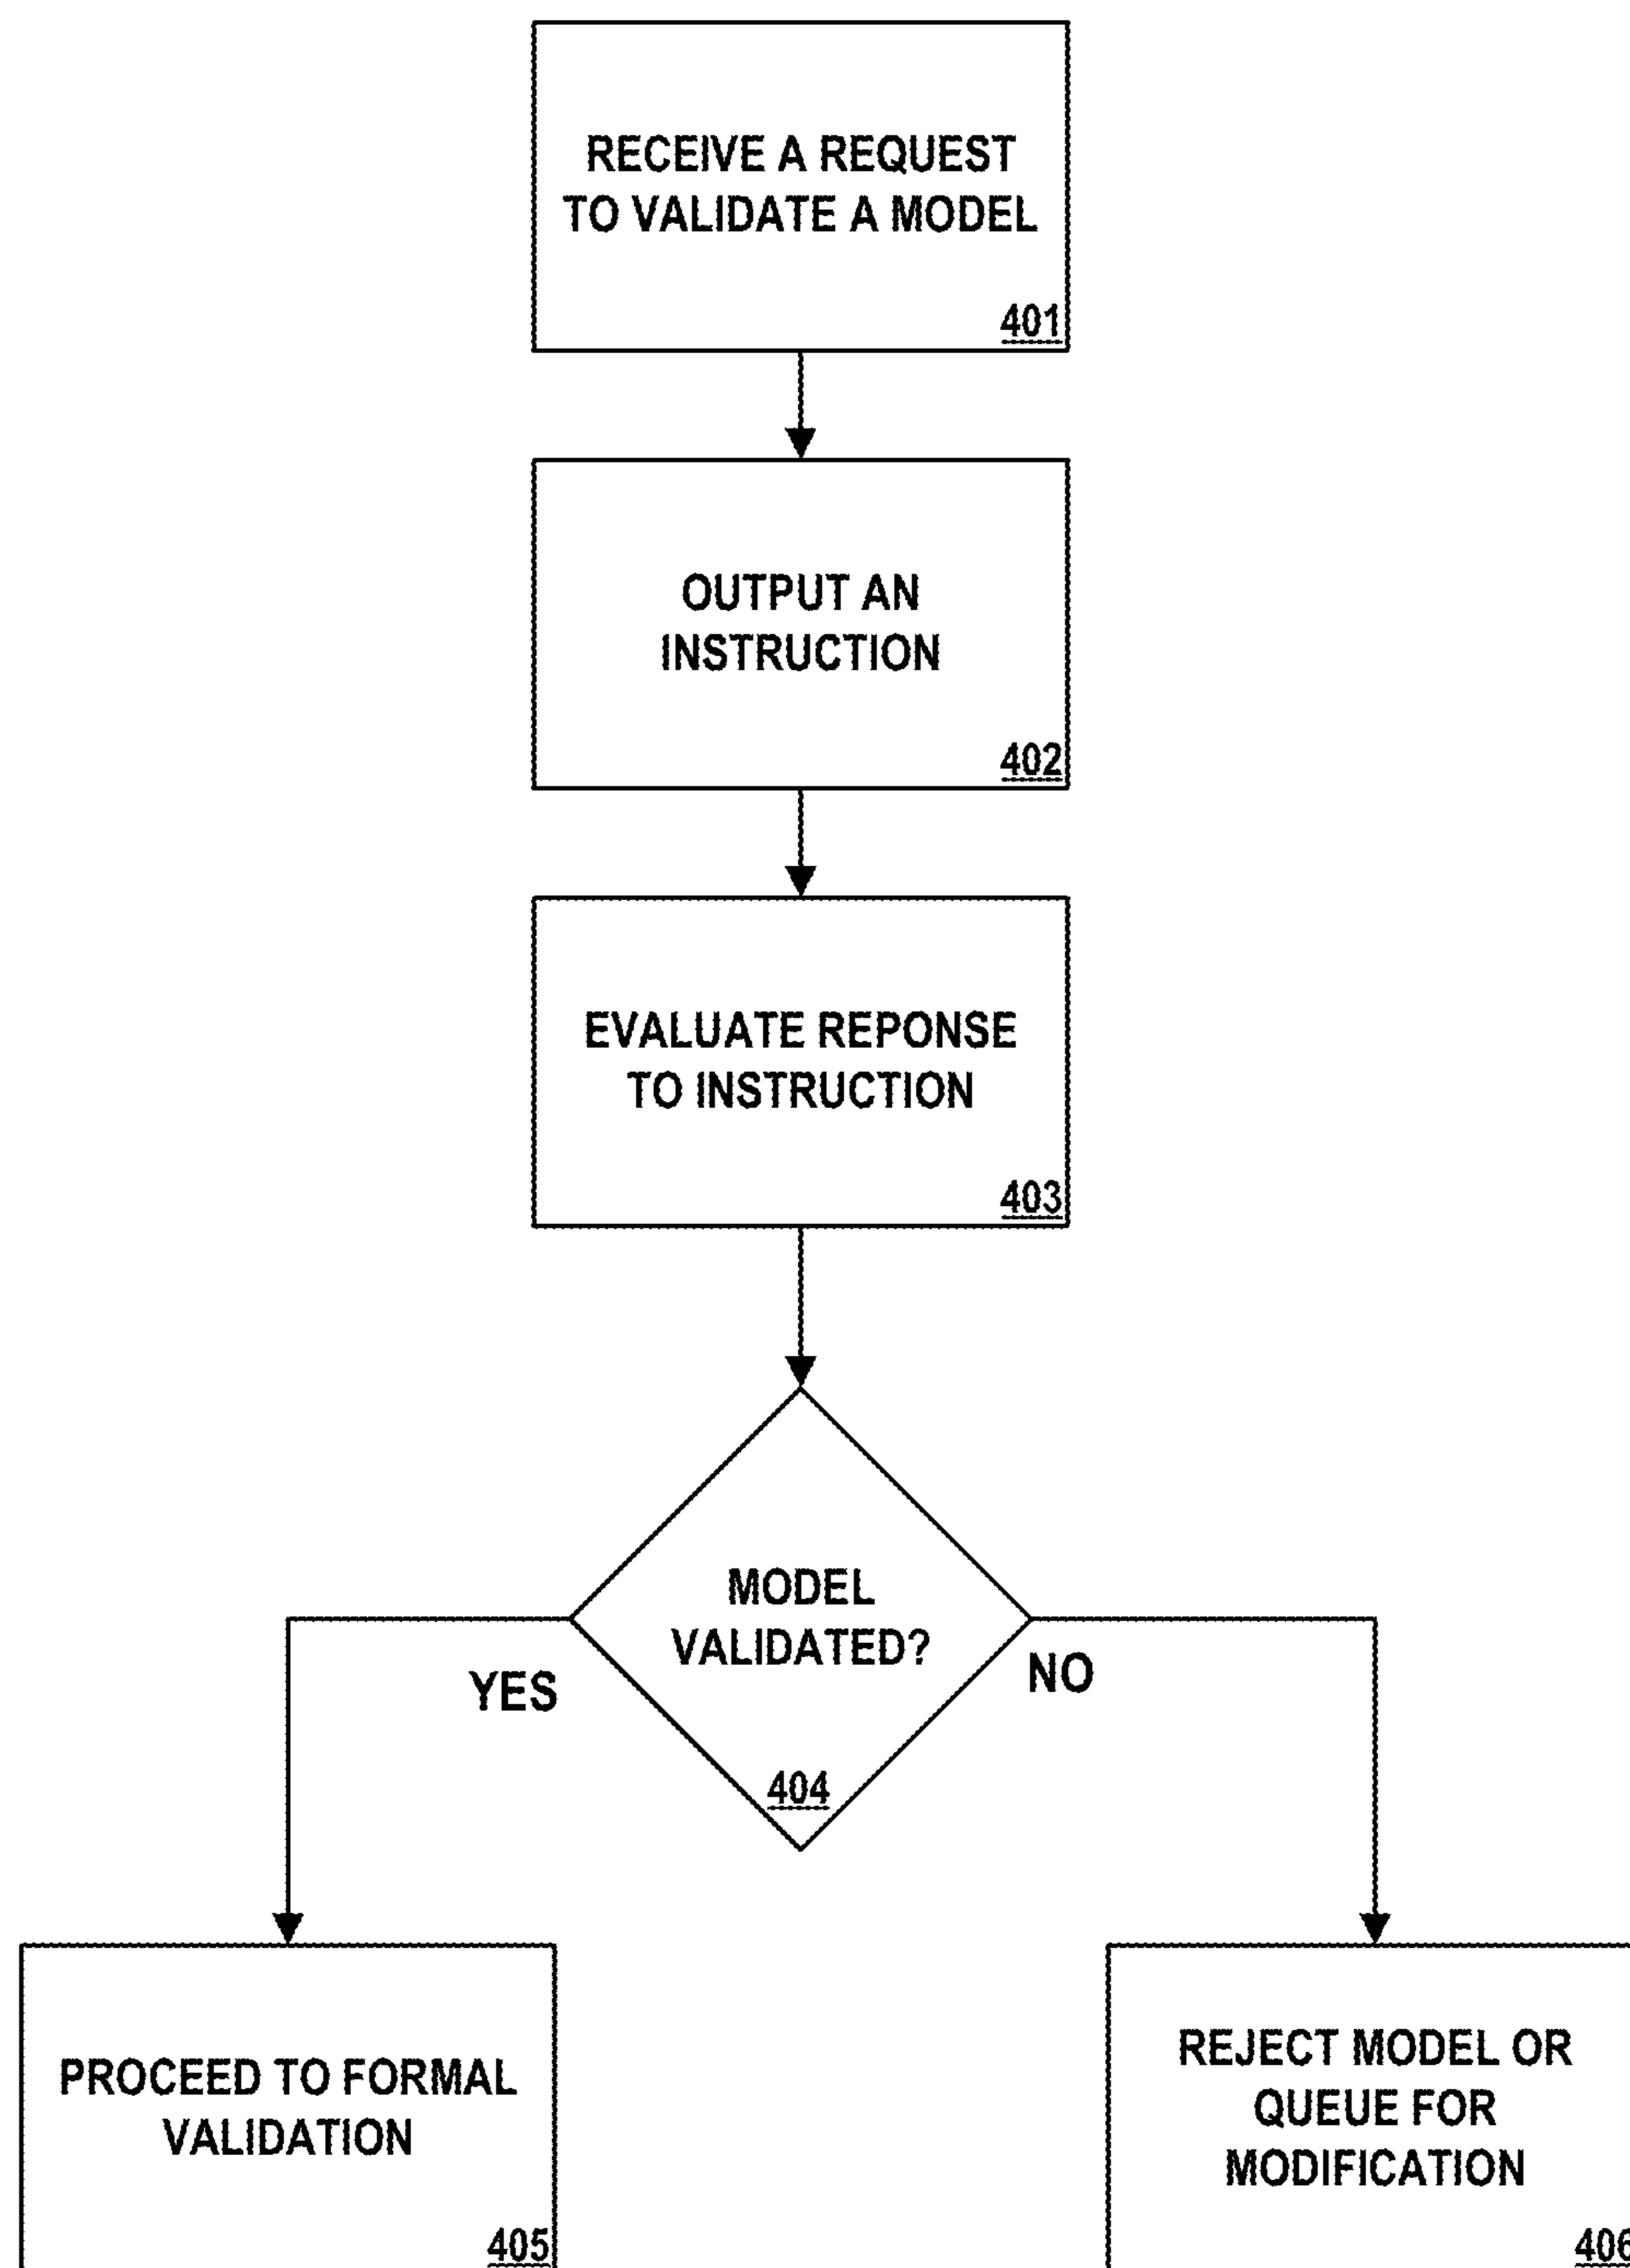 RECEIVE A REQUEST
TO VALIDATE A MODEL
401
OUTPUT AN
INSTRUCTION
402
EVALUATE REPONSE
TO INSTRUCTION
403
MODEL
VALIDATED?
YES
NO
404
PROCEED TO FORMAL
VALIDATION
405
REJECT MODEL OR
QUEUE FOR
MODIFICATION
406